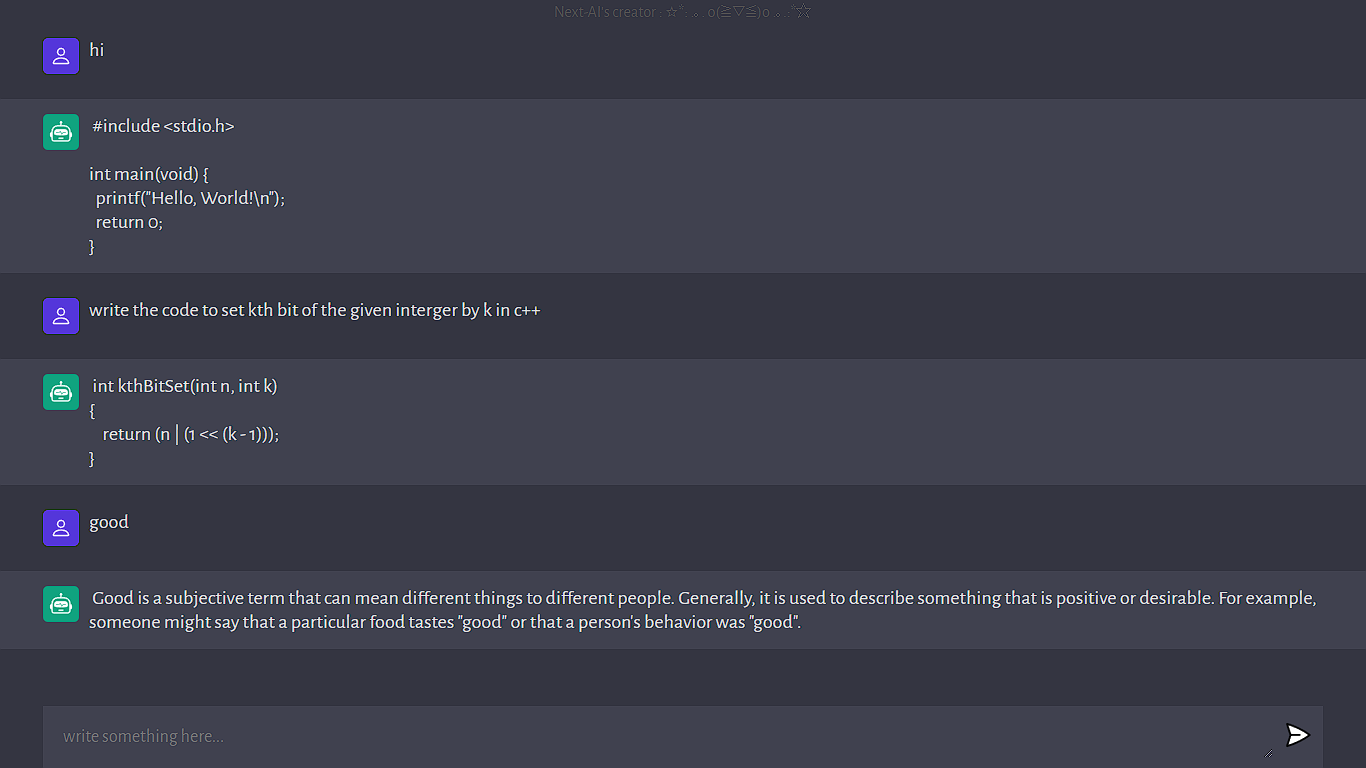 Next-AI's creator : ☆*: .｡. o(≧▽≦)o .｡.:*☆
hi
#include <stdio.h>
int main(void) {
printf("Hello, World!\n");
return 0;
}
write the code to set kth bit of the given interger by k in c++
int kthBitSet(int n, int k)
{
return (n | (1 << (k - 1)));
}
good
Good is a subjective term that can mean different things to different people. Generally, it is used to describe something that is positive or desirable. For example,
someone might say that a particular food tastes "good" or that a person's behavior was "good".
write something here...